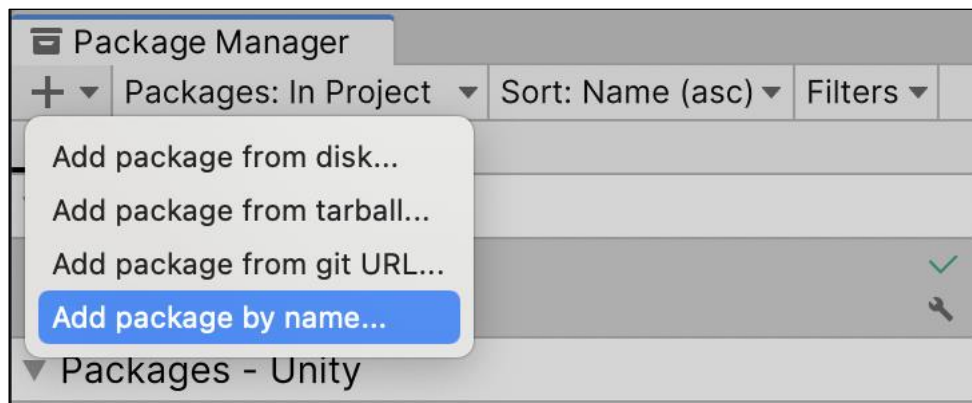 Package Manager
+ Packages: In Project Sort: Name (asc) Filters
Add package from disk...
Add package from tarball...
Add package from git URL...
Add package by name...
Packages - Unity